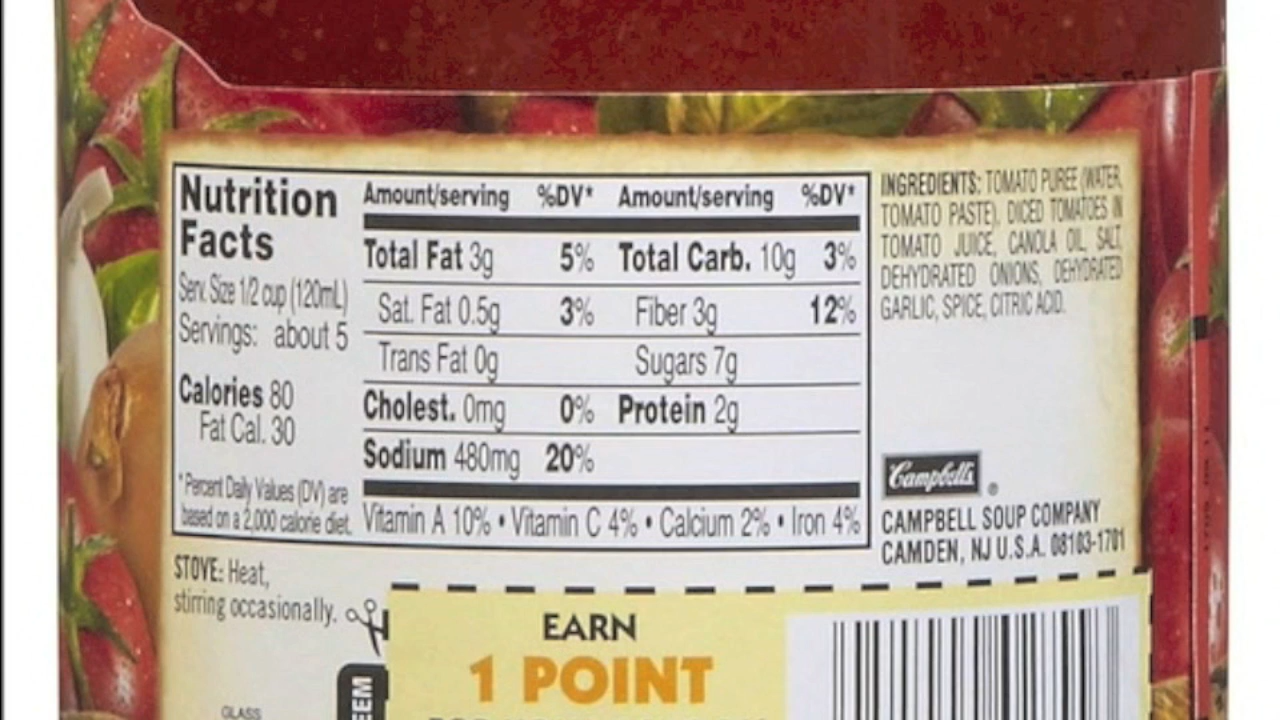 Nutrition
Facts
Serv. Size 1/2 cup (120mL)
Servings: about 5
Calories 80
Fat Cal. 30
*Percent Daily Values (DV) are
based on a 2,000 calorie diet.
Amount/serving %DV* Amount/serving %DV*
Total Fat 3g 5% Total Carb. 10g 3%
Sat. Fat 0.5g 3% Fiber 3g 12%
Trans Fat 0g Sugars 7g
Cholest. 0mg 0% Protein 2g
Sodium 480mg 20%
Vitamin A 10% • Vitamin C 4% • Calcium 2% • Iron 4%
INGREDIENTS: TOMATO PUREE (WATER,
TOMATO PASTE), DICED TOMATOES IN
TOMATO JUICE, CANOLA OIL, SALT,
DEHYDRATED ONIONS, DEHYDRATED
GARLIC, SPICE, CITRIC ACID.
Campbell's ®
CAMPBELL SOUP COMPANY
CAMDEN, NJ U.S.A. 08103-1701
STOVE: Heat,
stirring occasionally.
EARN
1 POINT
GLASS